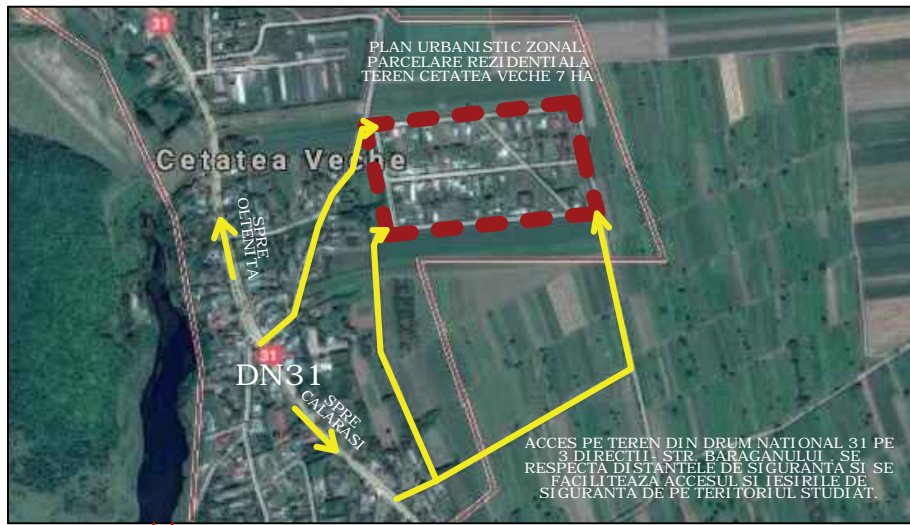 31
PLAN URBANISTIC ZONAL:
PARCELARE REZIDENTIALA
TEREN CETATEA VECHE 7 HA
Cetatea Veche
SPRE
OLTENITA
31
DN31
SPRE
CALARASI
ACCES PE TEREN DIN DRUM NATIONAL 31 PE
3 DIRECTII- STR. BARAGANULUI . SE
RESPECTA DISTANTELE DE SIGURANTA SI SE
FACILITEAZA ACCESUL SI IESIRILE DE
SIGURANTA DE PE TERITORIUL STUDIAT.